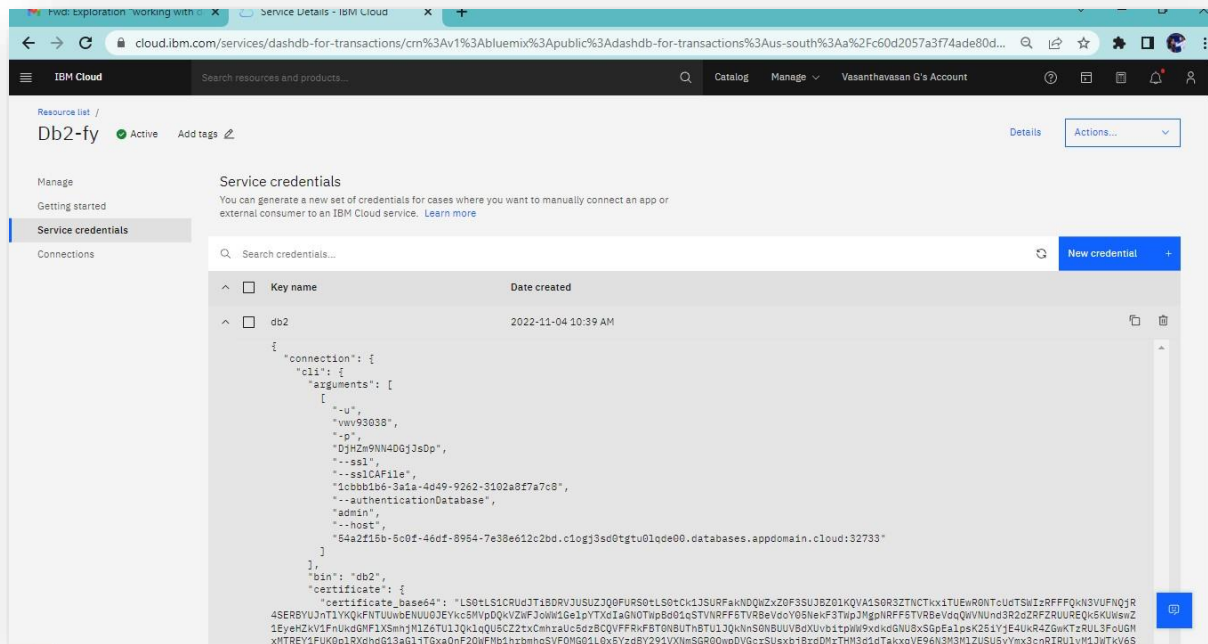 Fwd: Exploration "working with
Service Details - IBM Cloud
cloud.ibm.com/services/dashdb-for-transactions/crn%3Av1%3Abluemix%3Apublic%3Adashdb-for-transactions%3Aus-south%3Aa%2Fc60d2057a3f74ade80d...
IBM Cloud
Search resources and products...
Catalog
Manage
Vasanthavasan G's Account
Resource list /
Db2-fy
Active
Add tags
Details
Actions...
Manage
Getting started
Service credentials
Connections
Service credentials
You can generate a new set of credentials for cases where you want to manually connect an app or
external consumer to an IBM Cloud service. Learn more
Search credentials...
New credential +
Key name
Date created
db2
2022-11-04 10:39 AM
{
"connection": {
"cli": {
"arguments": [
[
"-u",
"vwv93038",
"-p",
"DjHZm9NN4DGjJsDp",
"--ssl",
"--sslCAFile",
"1cbbb1b6-3a1a-4d49-9262-3102a8f7a7c8",
"--authenticationDatabase",
"admin",
"--host",
"54a2f15b-5c0f-46df-8954-7e38e612c2bd.c1ogj3sd0tgtu0lqde00.databases.appdomain.cloud:32733"
]
],
"bin": "db2",
"certificate": {
"certificate_base64":